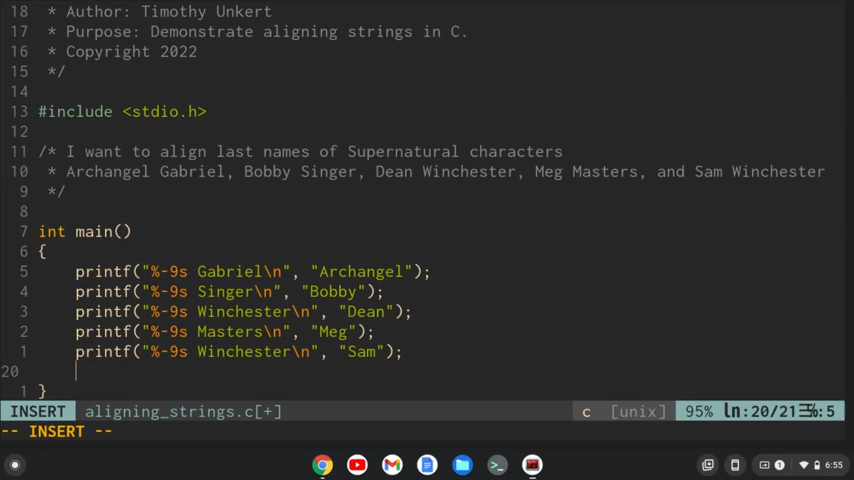 18  * Author: Timothy Unkert
17  * Purpose: Demonstrate aligning strings in C.
16  * Copyright 2022
15  */
14
13 #include <stdio.h>
12
11 /* I want to align last names of Supernatural characters
10  * Archangel Gabriel, Bobby Singer, Dean Winchester, Meg Masters, and Sam Winchester
9  */
8
7 int main()
6 {
5     printf("%-9s Gabriel\n", "Archangel");
4     printf("%-9s Singer\n", "Bobby");
3     printf("%-9s Winchester\n", "Dean");
2     printf("%-9s Masters\n", "Meg");
1     printf("%-9s Winchester\n", "Sam");
20
1 }
INSERT aligning_strings.c[+] c [unix] 95% ln:20/21 %:5
-- INSERT --
1 6:55